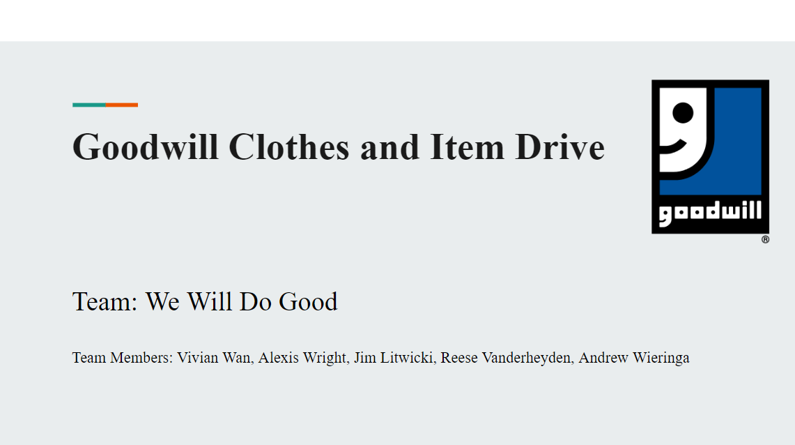 Goodwill Clothes and Item Drive
goodwill
®
Team: We Will Do Good
Team Members: Vivian Wan, Alexis Wright, Jim Litwicki, Reese Vanderheyden, Andrew Wieringa